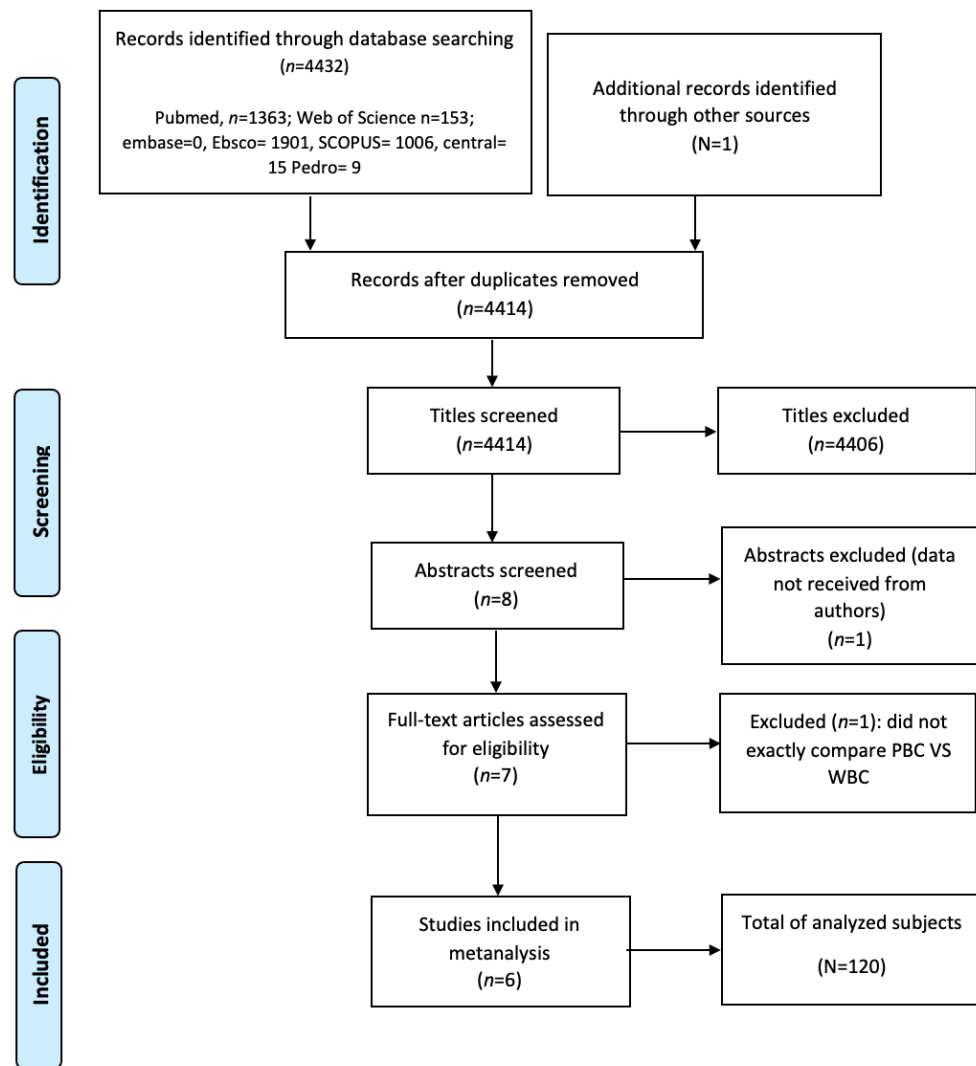 Records identified through database searching
(n=4432)
Pubmed, n=1363; Web of Science n=153;
embase=0, Ebsco= 1901, SCOPUS= 1006, central=
15 Pedro= 9
Additional records identified
through other sources
(N=1)
Identification
Records after duplicates removed
(n=4414)
Screening
Titles screened
(n=4414)
Titles excluded
(n=4406)
Abstracts screened
(n=8)
Abstracts excluded (data
not received from
authors)
(n=1)
Eligibility
Full-text articles assessed
for eligibility
(n=7)
Excluded (n=1): did not
exactly compare PBC VS
WBC
Included
Studies included in
metanalysis
(n=6)
Total of analyzed subjects
(N=120)